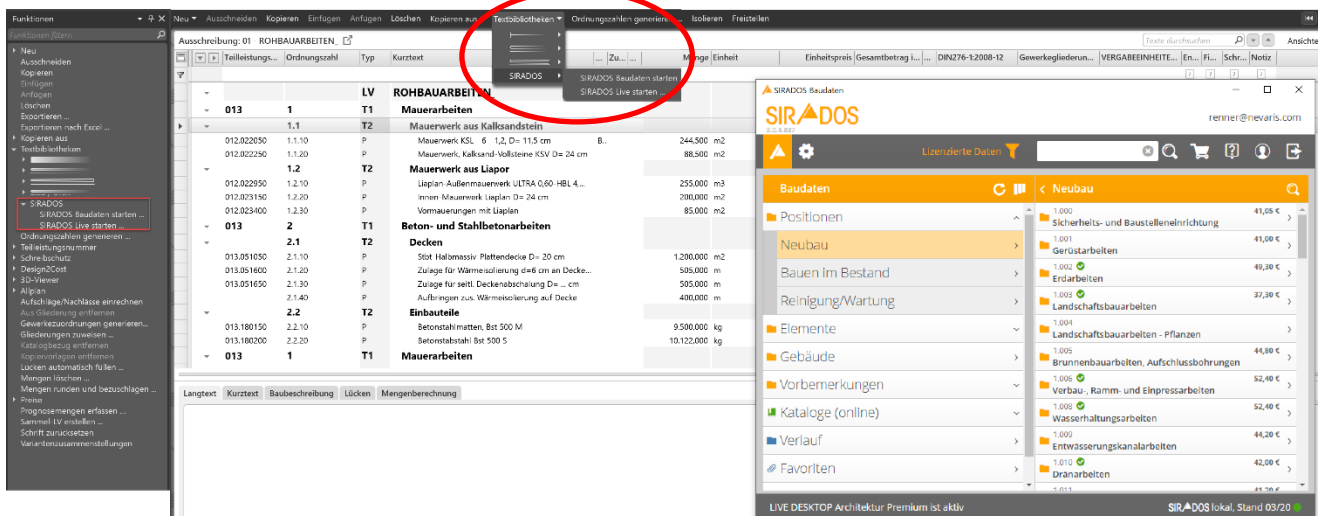 Funktionen
Funktionen filtern
Neu
Ausschneiden
Kopieren
Einfügen
Anfügen
Löschen
Exportieren ...
Exportieren nach Excel ...
Kopieren aus
Textbibliotheken
SIRADOS
SIRADOS Baudaten starten ...
SIRADOS Live starten ...
Ordnungszahlen generieren ...
Teilleistungsnummer
Schreibschutz
Design2Cost
3D-Viewer
Allplan
Aufschläge/Nachlässe einrechnen
Aus Gliederung entfernen
Gewerkezuordnungen generieren...
Gliederungen zuweisen ...
Katalogbezug entfernen
Kopiervorlagen entfernen
Lücken automatisch füllen ...
Mengen löschen ...
Mengen runden und bezuschlagen ...
Preise
Prognosemengen erfassen ...
Sammel-LV erstellen ...
Schrift zurücksetzen
Variantenzusammenstellungen
Neu Ausschneiden Kopieren Einfügen Anfügen Löschen Kopieren aus Textbibliotheken Ordnungszahlen generieren ... Isolieren Freistellen
SIRADOS
SIRADOS Baudaten starten
SIRADOS Live starten ...
Ausschreibung: 01 ROHBAUARBEITEN_
Texte durchsuchen
Ansichte
Teilleistungs... Ordnungszahl Typ Kurztext ... Zu... ... Menge Einheit Einheitspreis Gesamtbetrag i... ... DIN276-1:2008-12 Gewerkegliederun... VERGABEEINHEITE... En... Fi... Schr... Notiz
LV ROHBAUARBEITEN_
013 1 T1 Mauerarbeiten
1.1 T2 Mauerwerk aus Kalksandstein
012.022050 1.1.10 P Mauerwerk KSL 6 1,2, D= 11,5 cm B.. 244,500 m2
012.022250 1.1.20 P Mauerwerk, Kalksand-Vollsteine KSV D= 24 cm 88,500 m2
1.2 T2 Mauerwerk aus Liapor
012.022950 1.2.10 P Liaplan-Außenmauerwerk ULTRA 0,60-HBL 4,... 255,000 m3
012.023150 1.2.20 P Innen-Mauerwerk Liaplan D= 24 cm 200,000 m2
012.023400 1.2.30 P Vormauerungen mit Liaplan 85,000 m2
013 2 T1 Beton- und Stahlbetonarbeiten
2.1 T2 Decken
013.051050 2.1.10 P Stbt-Halbmassiv-Plattendecke D= 20 cm 1.200,000 m2
013.051600 2.1.20 P Zulage für Wärmeisolierung d=6 cm an Decke... 505,000 m
013.051650 2.1.30 P Zulage für seitl. Deckenabschalung D= ... cm 505,000 m
2.1.40 P Aufbringen zus. Wärmeisolierung auf Decke 400,000 m
2.2 T2 Einbauteile
013.180150 2.2.10 P Betonstahlmatten, Bst 500 M 9.500,000 kg
013.180200 2.2.20 P Betonstabstahl Bst 500 S 10.122,000 kg
013 1 T1 Mauerarbeiten
Langtext Kurztext Baubeschreibung Lücken Mengenberechnung
SIRADOS Baudaten
SIRADOS
renner@nevaris.com
Lizenzierte Daten
Baudaten
Positionen
Neubau
Bauen im Bestand
Reinigung/Wartung
Elemente
Gebäude
Vorbemerkungen
Kataloge (online)
Verlauf
Favoriten
Neubau
1.000 41,05 €
Sicherheits- und Baustelleneinrichtung
1.001 41,00 €
Gerüstarbeiten
1.002 49,30 €
Erdarbeiten
1.003 37,30 €
Landschaftsbauarbeiten
1.004
Landschaftsbauarbeiten - Pflanzen
1.005 44,80 €
Brunnenbauarbeiten, Aufschlussbohrungen
1.006 52,40 €
Verbau-, Ramm- und Einpressarbeiten
1.008 52,40 €
Wasserhaltungsarbeiten
1.009 44,20 €
Entwässerungskanalarbeiten
1.010 42,00 €
Dränarbeiten
1.011 41,20 €
LIVE DESKTOP Architektur Premium ist aktiv
SIRADOS lokal, Stand 03/20